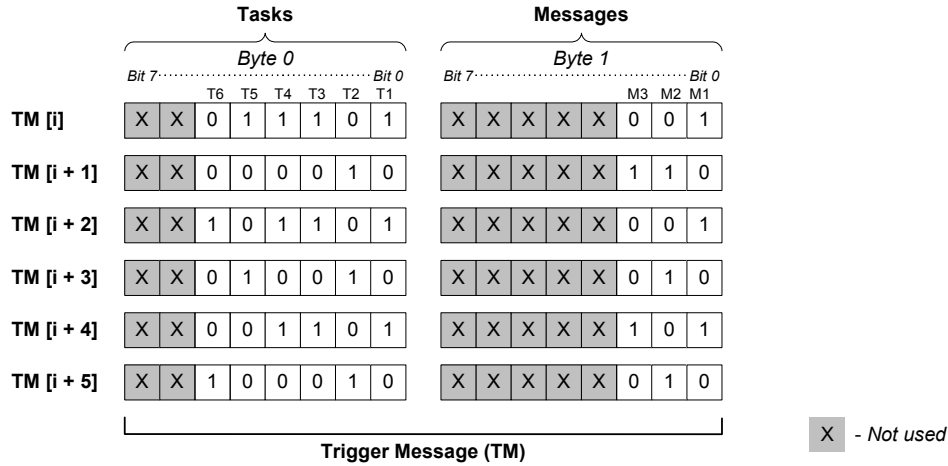 Tasks Messages
Byte 0 Byte 1
Bit 7 Bit 0 Bit 7 Bit 0
T6 T5 T4 T3 T2 T1 M3 M2 M1
TM [i] X X 0 1 1 1 0 1 X X X X X 0 0 1
TM [i + 1] X X 0 0 0 0 1 0 X X X X X 1 1 0
TM [i + 2] X X 1 0 1 1 0 1 X X X X X 0 0 1
TM [i + 3] X X 0 1 0 0 1 0 X X X X X 0 1 0
TM [i + 4] X X 0 0 1 1 0 1 X X X X X 1 0 1
TM [i + 5] X X 1 0 0 0 1 0 X X X X X 0 1 0
X - Not used
Trigger Message (TM)